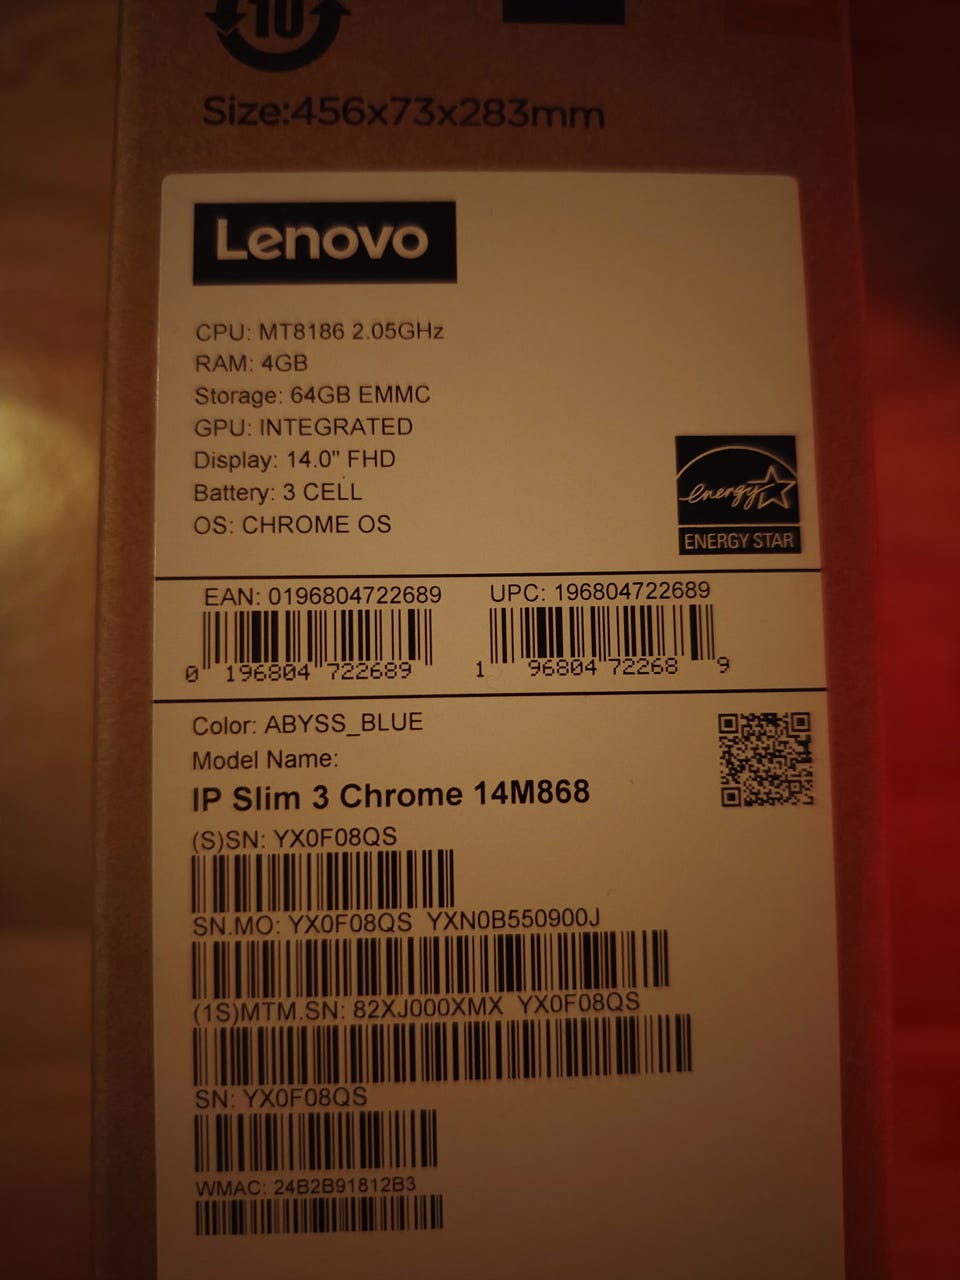 10
Size:456x73x283mm
Lenovo
CPU: MT8186 2.05GHz
RAM: 4GB
Storage: 64GB EMMC
GPU: INTEGRATED
Display: 14.0" FHD
Battery: 3 CELL
OS: CHROME OS
energy
ENERGY STAR
EAN: 0196804722689 UPC: 196804722689
0 196804 722689 1 96804 72268 9
Color: ABYSS_BLUE
Model Name:
IP Slim 3 Chrome 14M868
(S)SN: YX0F08QS
SN.MO: YX0F08QS YXN0B550900J
(1S)MTM.SN: 82XJ000XMX YX0F08QS
SN: YX0F08QS
WMAC: 24B2B91812B3